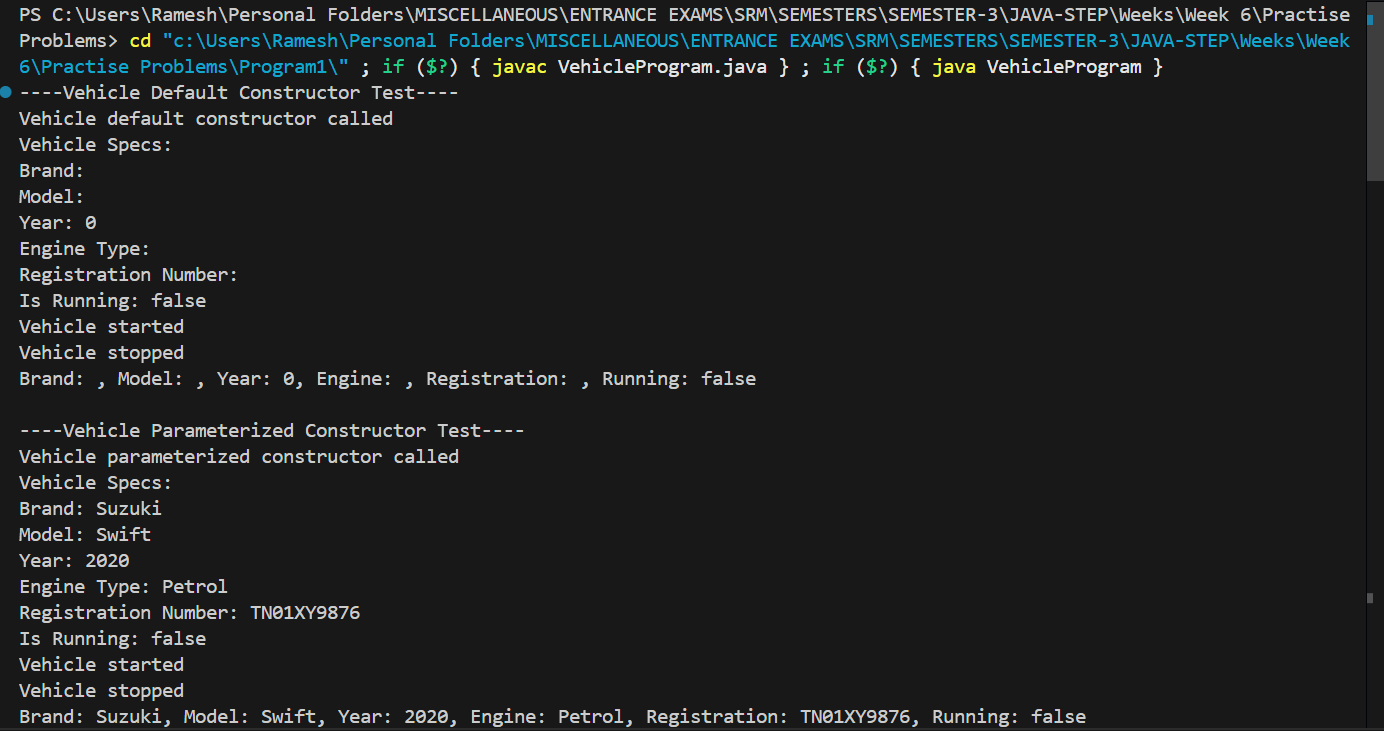 PS C:\Users\Ramesh\Personal Folders\MISCELLANEOUS\ENTRANCE EXAMS\SRM\SEMESTERS\SEMESTER-3\JAVA-STEP\Weeks\Week 6\Practise
Problems> cd "c:\Users\Ramesh\Personal Folders\MISCELLANEOUS\ENTRANCE EXAMS\SRM\SEMESTERS\SEMESTER-3\JAVA-STEP\Weeks\Week
6\Practise Problems\Program1\" ; if ($?) { javac VehicleProgram.java } ; if ($?) { java VehicleProgram }
----Vehicle Default Constructor Test----
Vehicle default constructor called
Vehicle Specs:
Brand:
Model:
Year: 0
Engine Type:
Registration Number:
Is Running: false
Vehicle started
Vehicle stopped
Brand: , Model: , Year: 0, Engine: , Registration: , Running: false

----Vehicle Parameterized Constructor Test----
Vehicle parameterized constructor called
Vehicle Specs:
Brand: Suzuki
Model: Swift
Year: 2020
Engine Type: Petrol
Registration Number: TN01XY9876
Is Running: false
Vehicle started
Vehicle stopped
Brand: Suzuki, Model: Swift, Year: 2020, Engine: Petrol, Registration: TN01XY9876, Running: false